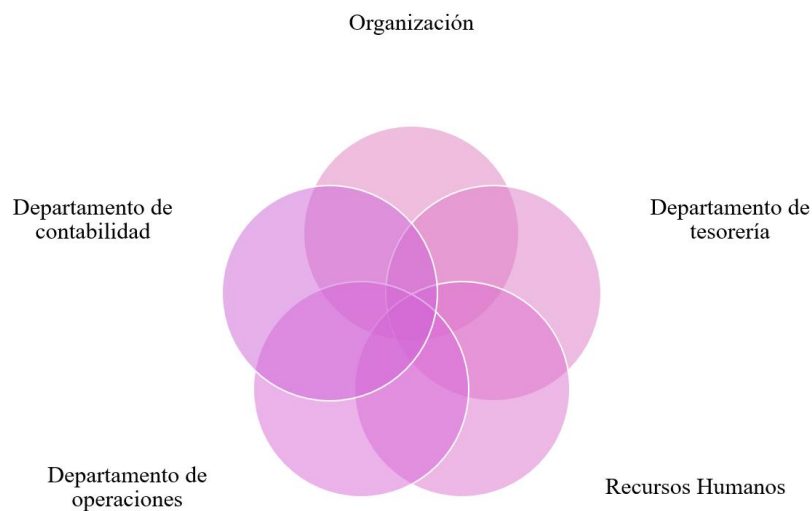 Organización
Departamento de
contabilidad
Departamento de
tesorería
Departamento de
operaciones
Recursos Humanos